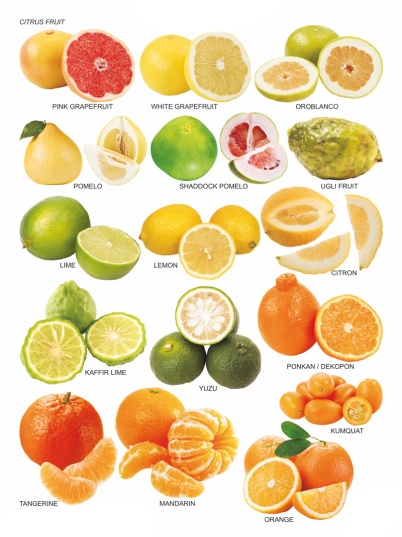 CITRUS FRUIT
PINK GRAPEFRUIT
WHITE GRAPEFRUIT
OROBLANCO
POMELO
SHADDOCK POMELO
UGLI FRUIT
LIME
LEMON
CITRON
KAFFIR LIME
YUZU
PONKAN / DEKOPON
KUMQUAT
TANGERINE
MANDARIN
ORANGE